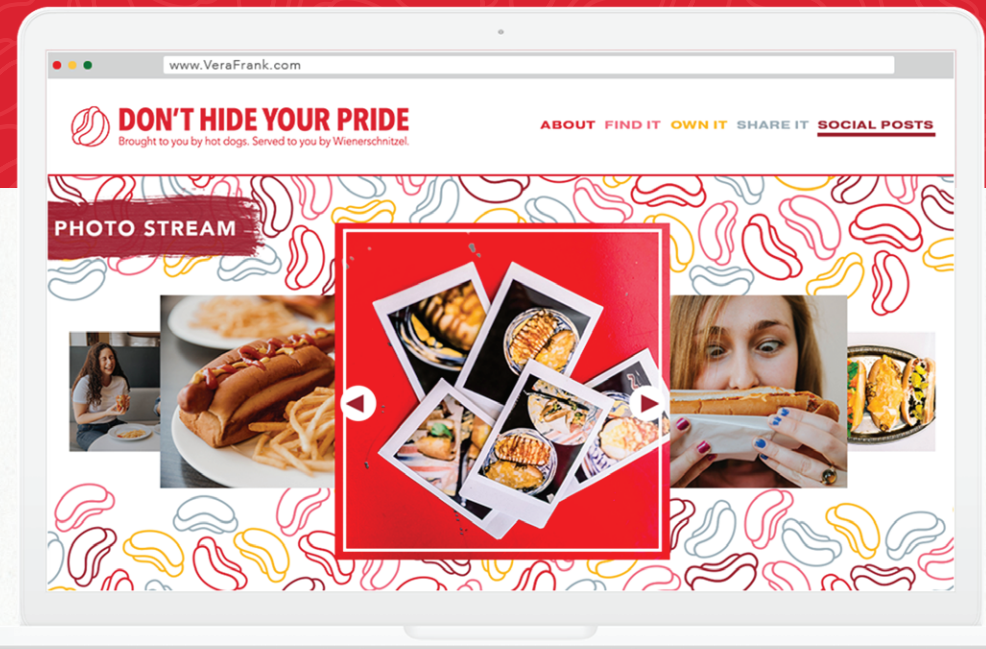 www.VeraFrank.com
DON'T HIDE YOUR PRIDE
Brought to you by hot dogs. Served to you by Wienerschnitzel.
ABOUT FIND IT OWN IT SHARE IT SOCIAL POSTS
PHOTO STREAM